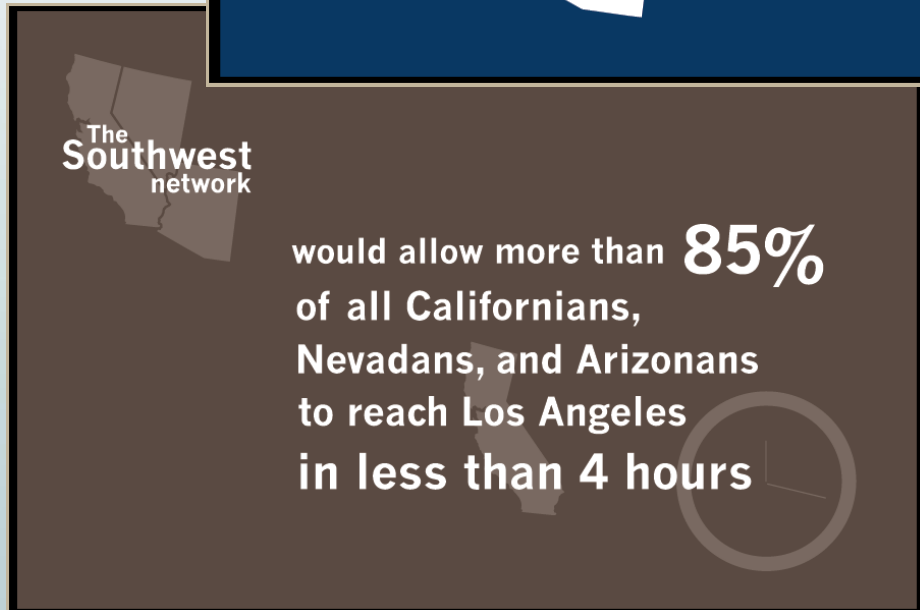 The
Southwest
network
would allow more than 85%
of all Californians,
Nevadans, and Arizonans
to reach Los Angeles
in less than 4 hours